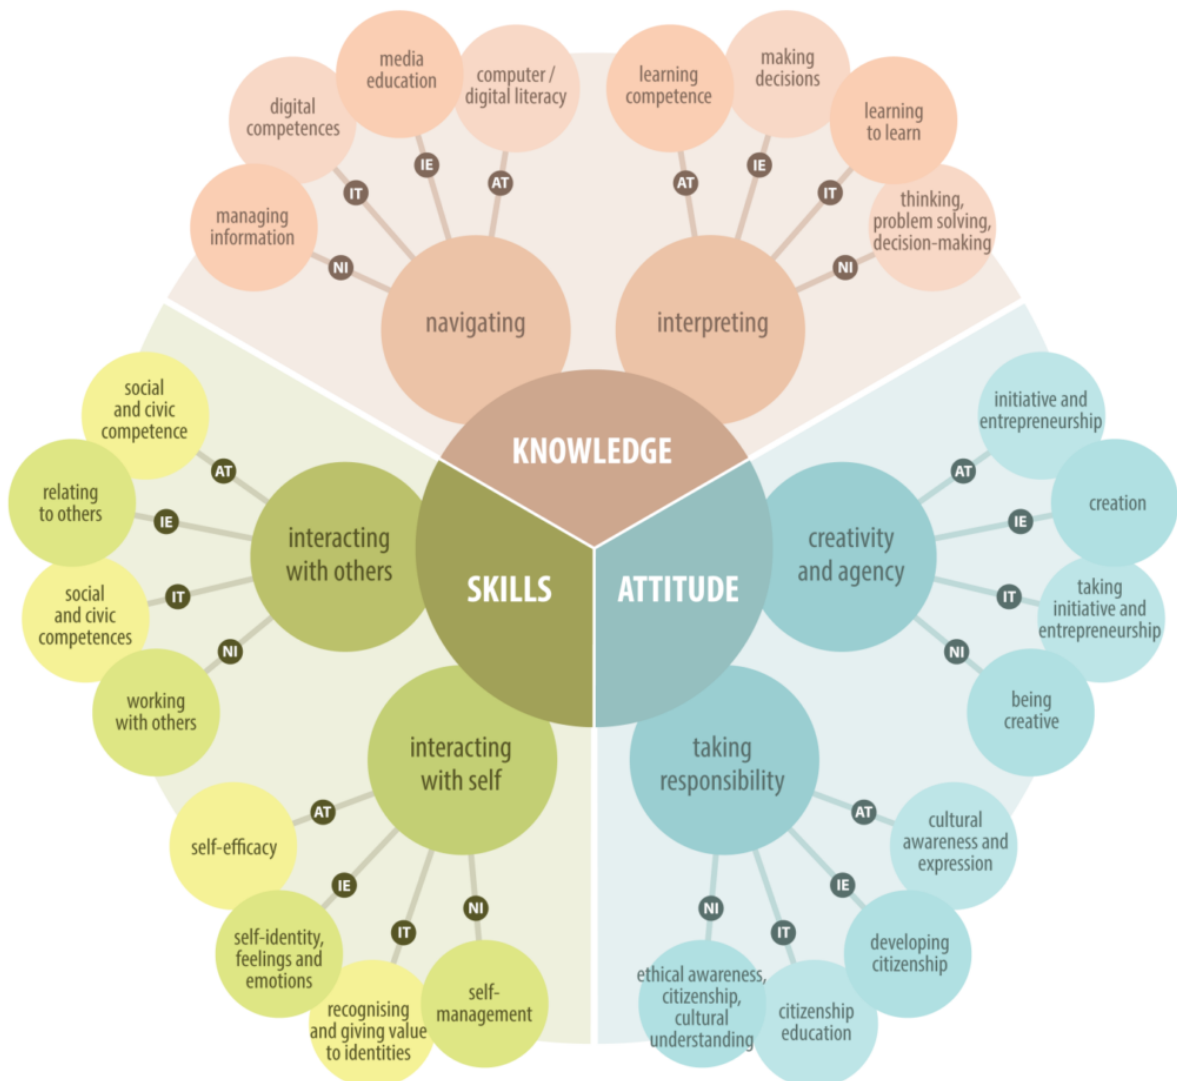 media
education
computer /
digital literacy
digital
competences
managing
information
IE
AT
IT
NI
navigating
learning
competence
making
decisions
learning
to learn
thinking,
problem solving,
decision-making
AT
IE
IT
NI
interpreting
KNOWLEDGE
SKILLS
ATTITUDE
social
and civic
competence
relating
to others
social
and civic
competences
working
with others
AT
IE
IT
NI
interacting
with others
interacting
with self
AT
IE
IT
NI
self-efficacy
self-identity,
feelings and
emotions
recognising
and giving value
to identities
self-
management
creativity
and agency
AT
IE
IT
NI
initiative and
entrepreneurship
creation
taking
initiative and
entrepreneurship
being
creative
taking
responsibility
AT
IE
IT
NI
cultural
awareness and
expression
developing
citizenship
citizenship
education
ethical awareness,
citizenship,
cultural
understanding